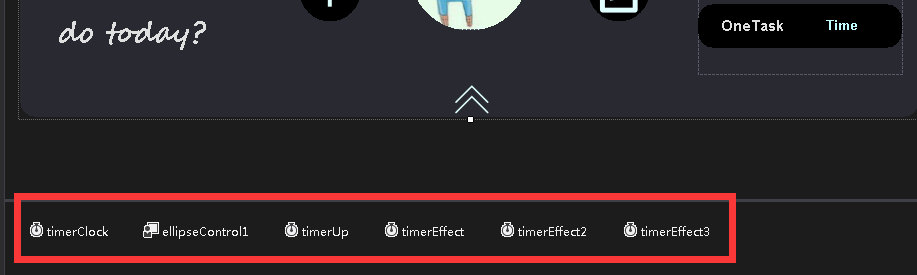 do today?
OneTask Time
timerClock ellipseControl1 timerUp timerEffect timerEffect2 timerEffect3